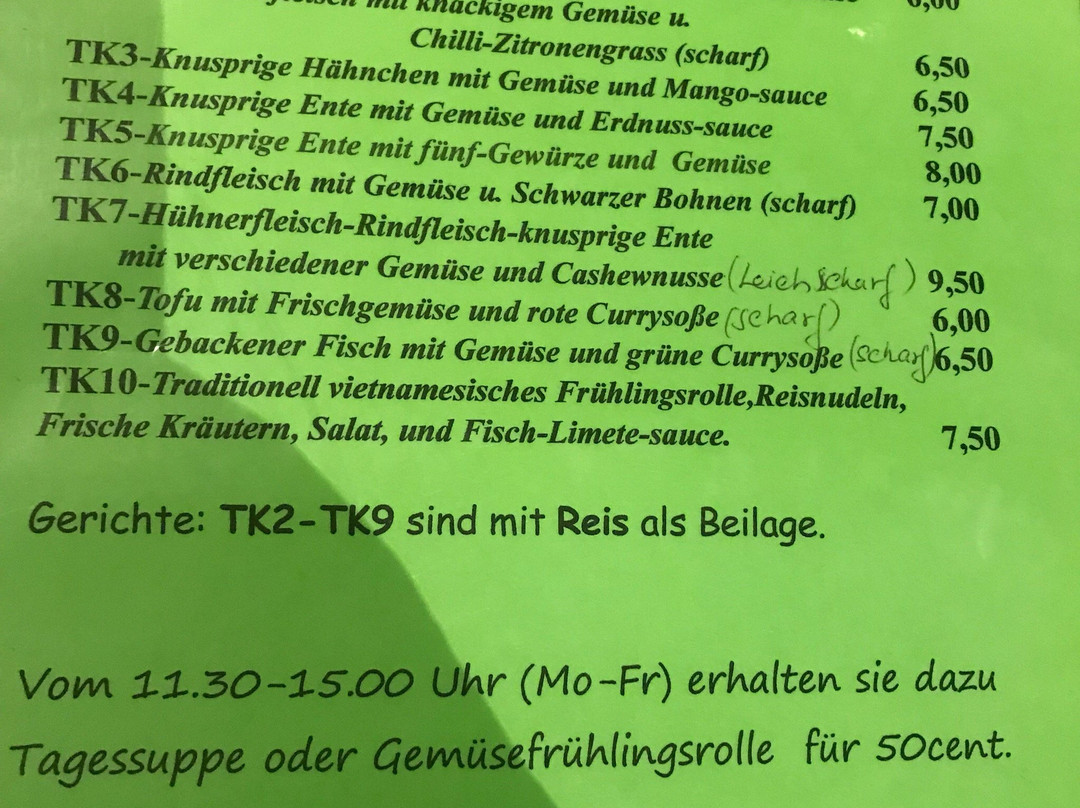 mit knackigem Gemüse u. 6,00
Chilli-Zitronengrass (scharf) 6,50
TK3-Knusprige Hähnchen mit Gemüse und Mango-sauce 6,50
TK4-Knusprige Ente mit Gemüse und Erdnuss-sauce 7,50
TK5-Knusprige Ente mit fünf-Gewürze und Gemüse 8,00
TK6-Rindfleisch mit Gemüse u. Schwarzer Bohnen (scharf) 7,00
TK7-Hühnerfleisch-Rindfleisch-knusprige Ente
mit verschiedener Gemüse und Cashewnusse (Leich scharf) 9,50
TK8-Tofu mit Frischgemüse und rote Currysoße (scharf) 6,00
TK9-Gebackener Fisch mit Gemüse und grüne Currysoße (scharf) 6,50
TK10-Traditionell vietnamesisches Frühlingsrolle,Reisnudeln,
Frische Kräutern, Salat, und Fisch-Limete-sauce. 7,50
Gerichte: TK2-TK9 sind mit Reis als Beilage.
Vom 11.30-15.00 Uhr (Mo-Fr) erhalten sie dazu
Tagessuppe oder Gemüsefrühlingsrolle für 50cent.